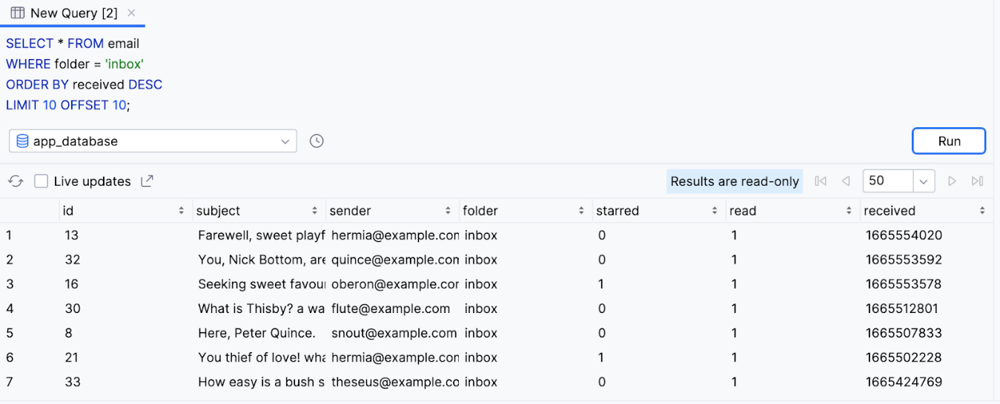 New Query [2]
SELECT * FROM email
WHERE folder = 'inbox'
ORDER BY received DESC
LIMIT 10 OFFSET 10;
app_database
Run
Live updates
Results are read-only
50
id subject sender folder starred read received
1 13 Farewell, sweet playf hermia@example.con inbox 0 1 1665554020
2 32 You, Nick Bottom, are quince@example.con inbox 0 1 1665553592
3 16 Seeking sweet favour oberon@example.cor inbox 1 1 1665553578
4 30 What is Thisby? a wa flute@example.com inbox 0 1 1665512801
5 8 Here, Peter Quince. snout@example.com inbox 0 1 1665507833
6 21 You thief of love! wha hermia@example.con inbox 1 1 1665502228
7 33 How easy is a bush s theseus@example.co inbox 0 1 1665424769